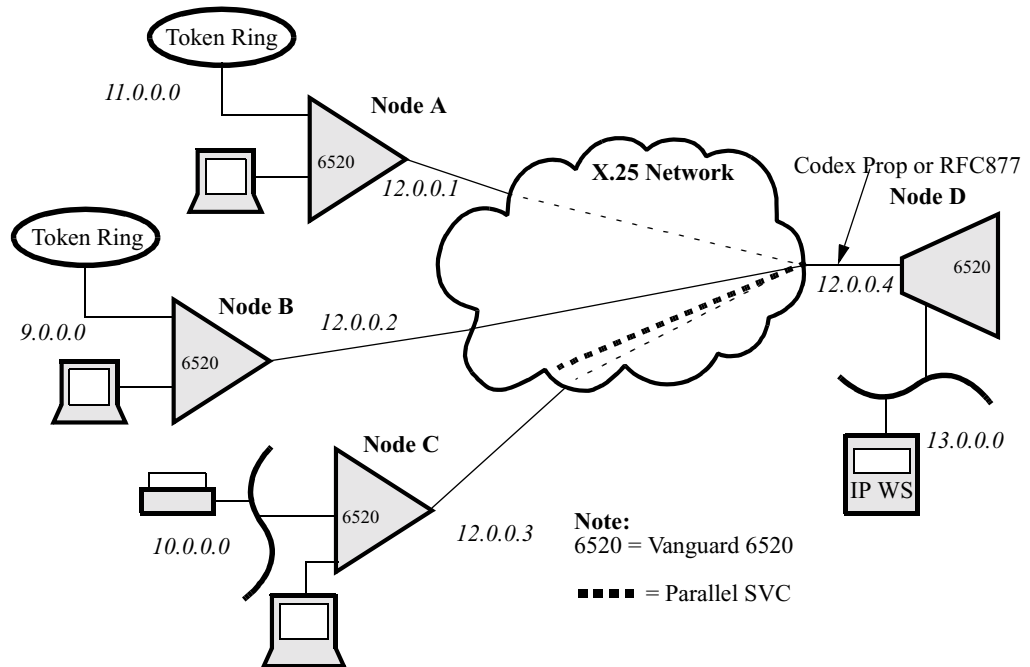 Token Ring
11.0.0.0
Node A
6520
12.0.0.1
X.25 Network
Codex Prop or RFC877
Node D
6520
12.0.0.4
Token Ring
9.0.0.0
Node B
6520
12.0.0.2
13.0.0.0
IP WS
Node C
6520
10.0.0.0
12.0.0.3
Note:
6520 = Vanguard 6520
= Parallel SVC